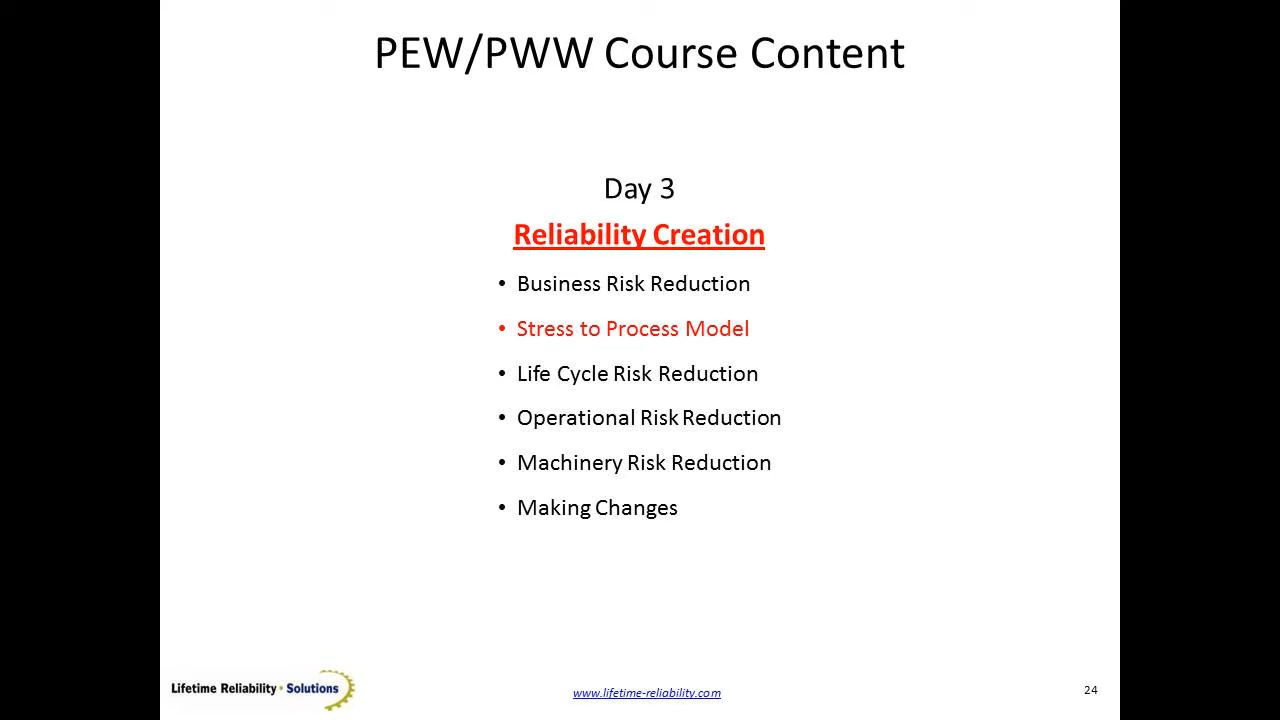 PEW/PWW Course Content
Day 3
Reliability Creation
• Business Risk Reduction
• Stress to Process Model
• Life Cycle Risk Reduction
• Operational Risk Reduction
• Machinery Risk Reduction
• Making Changes
Lifetime Reliability • Solutions
www.lifetime-reliability.com
24